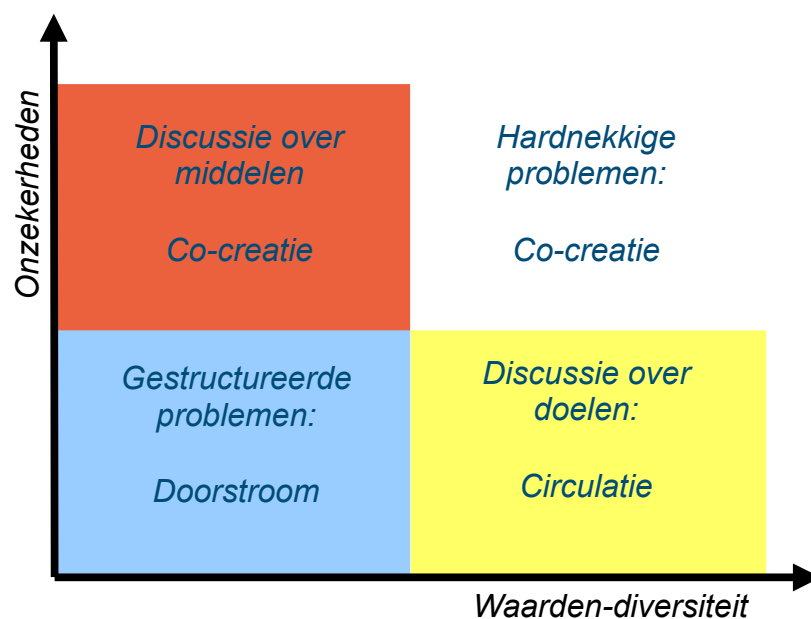 Onzekerheden
Discussie over
middelen
Co-creatie
Hardnekkige
problemen:
Co-creatie
Gestructureerde
problemen:
Doorstroom
Discussie over
doelen:
Circulatie
Waarden-diversiteit